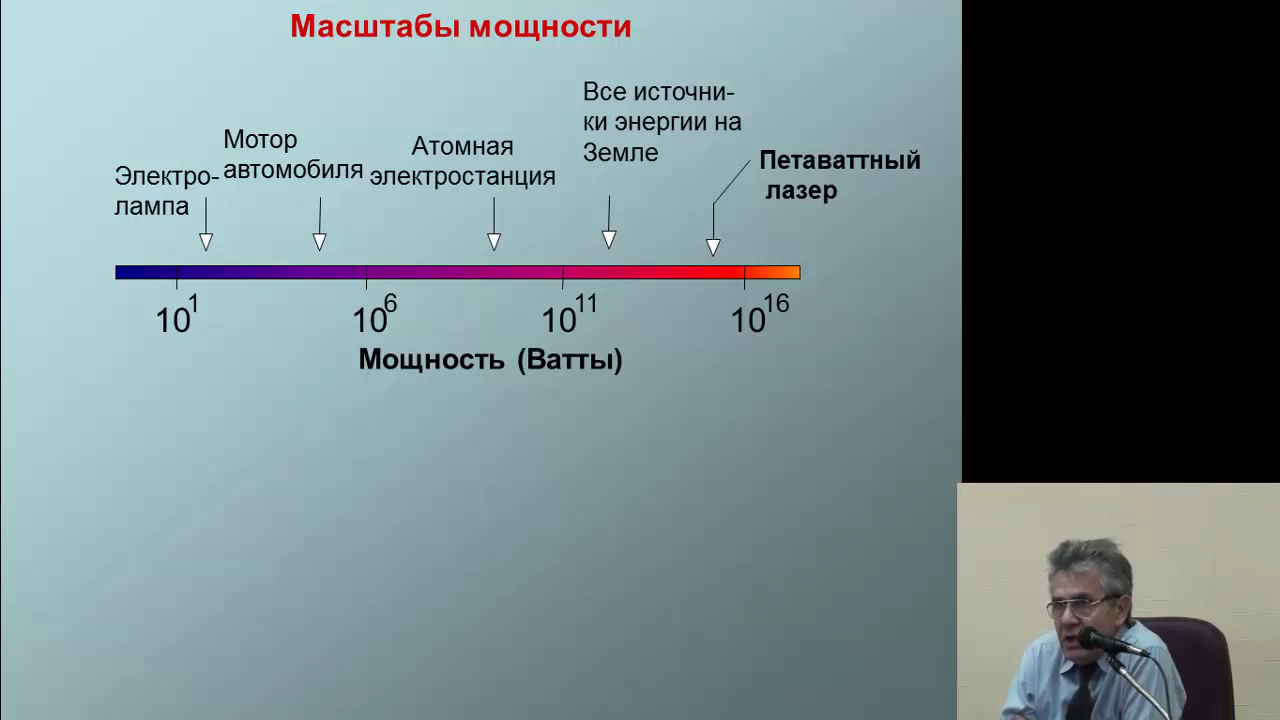 Масштабы мощности
Электро-
лампа
Мотор
автомобиля
Атомная
электростанция
Все источни-
ки энергии на
Земле
Петаваттный
лазер
10^1
10^6
10^11
10^16
Мощность (Ватты)